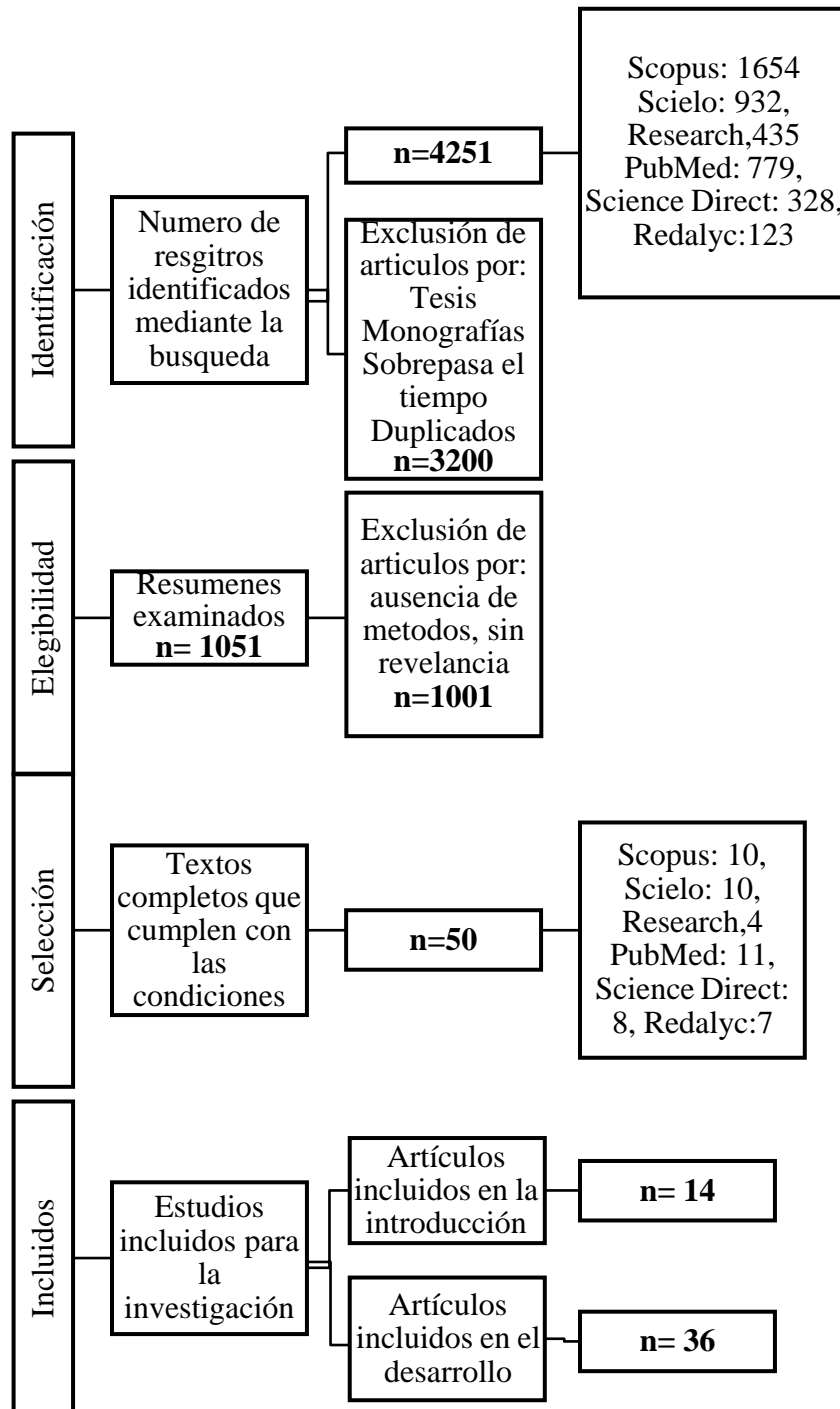 Identificación
Numero de
resgitros
identificados
mediante la
busqueda
n=4251
Scopus: 1654
Scielo: 932,
Research,435
PubMed: 779,
Science Direct: 328,
Redalyc:123
Exclusión de
articulos por:
Tesis
Monografías
Sobrepasa el
tiempo
Duplicados
n=3200
Elegibilidad
Resumenes
examinados
n= 1051
Exclusión de
articulos por:
ausencia de
metodos, sin
revelancia
n=1001
Selección
Textos
completos que
cumplen con
las
condiciones
n=50
Scopus: 10,
Scielo: 10,
Research,4
PubMed: 11,
Science Direct:
8, Redalyc:7
Incluidos
Estudios
incluidos para
la
investigación
Artículos
incluidos en la
introducción
n= 14
Artículos
incluidos en el
desarrollo
n= 36